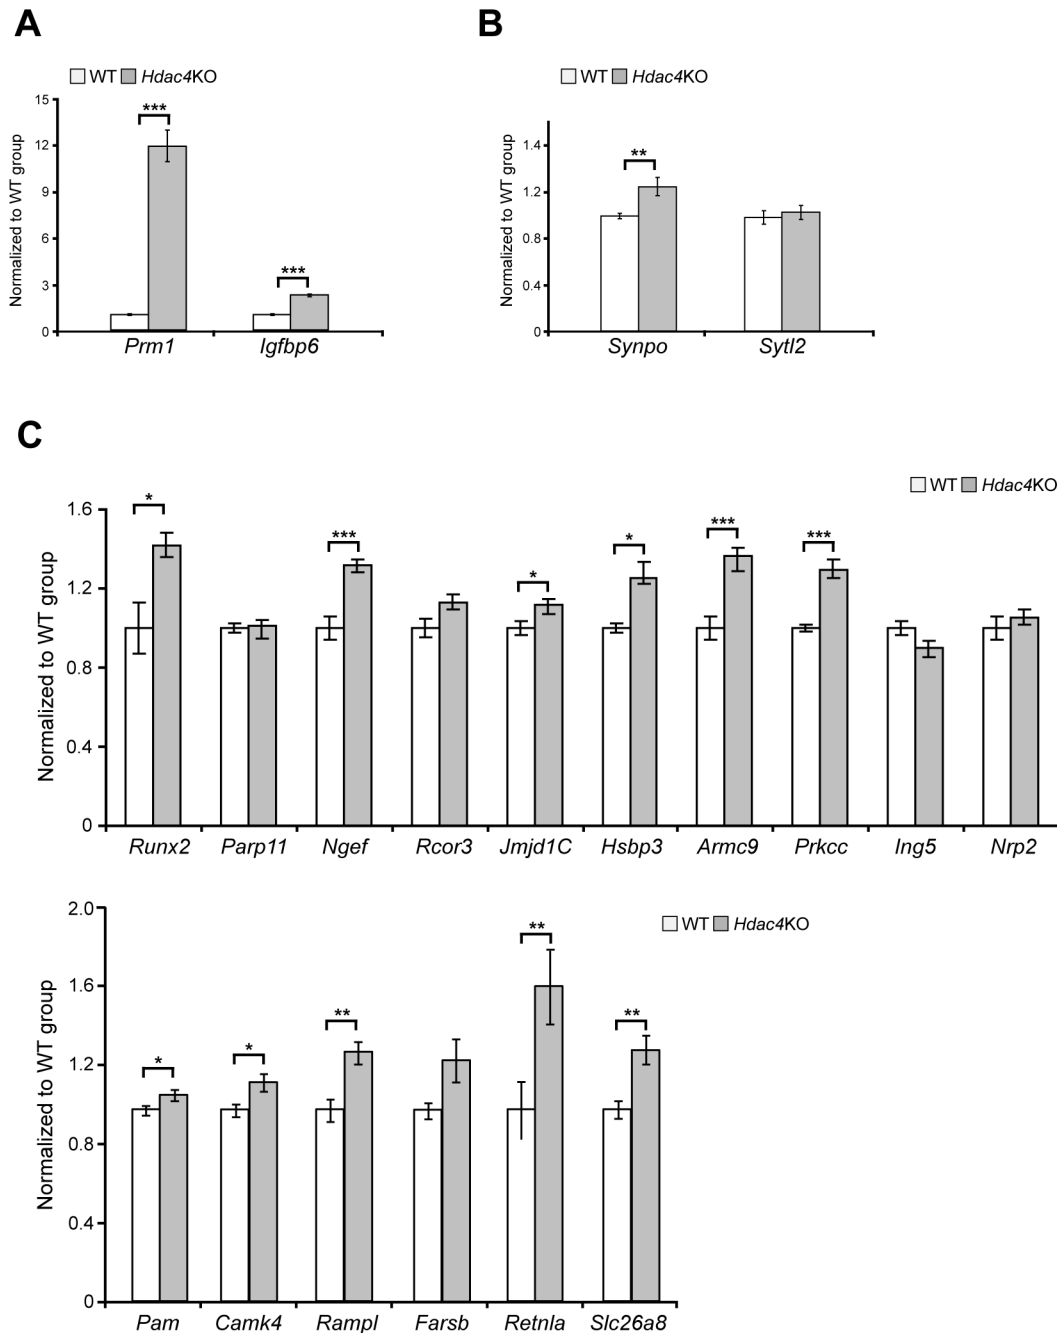 A
WT Hdac4KO
Normalized to WT group
15
12
9
6
3
0
***
***
Prm1 Igfbp6
B
WT Hdac4KO
Normalized to WT group
1.4
1.2
0.8
0.4
0
**
Synpo Sytl2
C
WT Hdac4KO
Normalized to WT group
1.6
1.2
0.8
0.4
0
* *** * * *** ***
Runx2 Parp11 Ngef Rcor3 Jmjd1C Hsbp3 Armc9 Prkcc Ing5 Nrp2
WT Hdac4KO
Normalized to WT group
2.0
1.6
1.2
0.8
0.4
0
* * ** ** **
Pam Camk4 Rampl Farsb Retnla Slc26a8